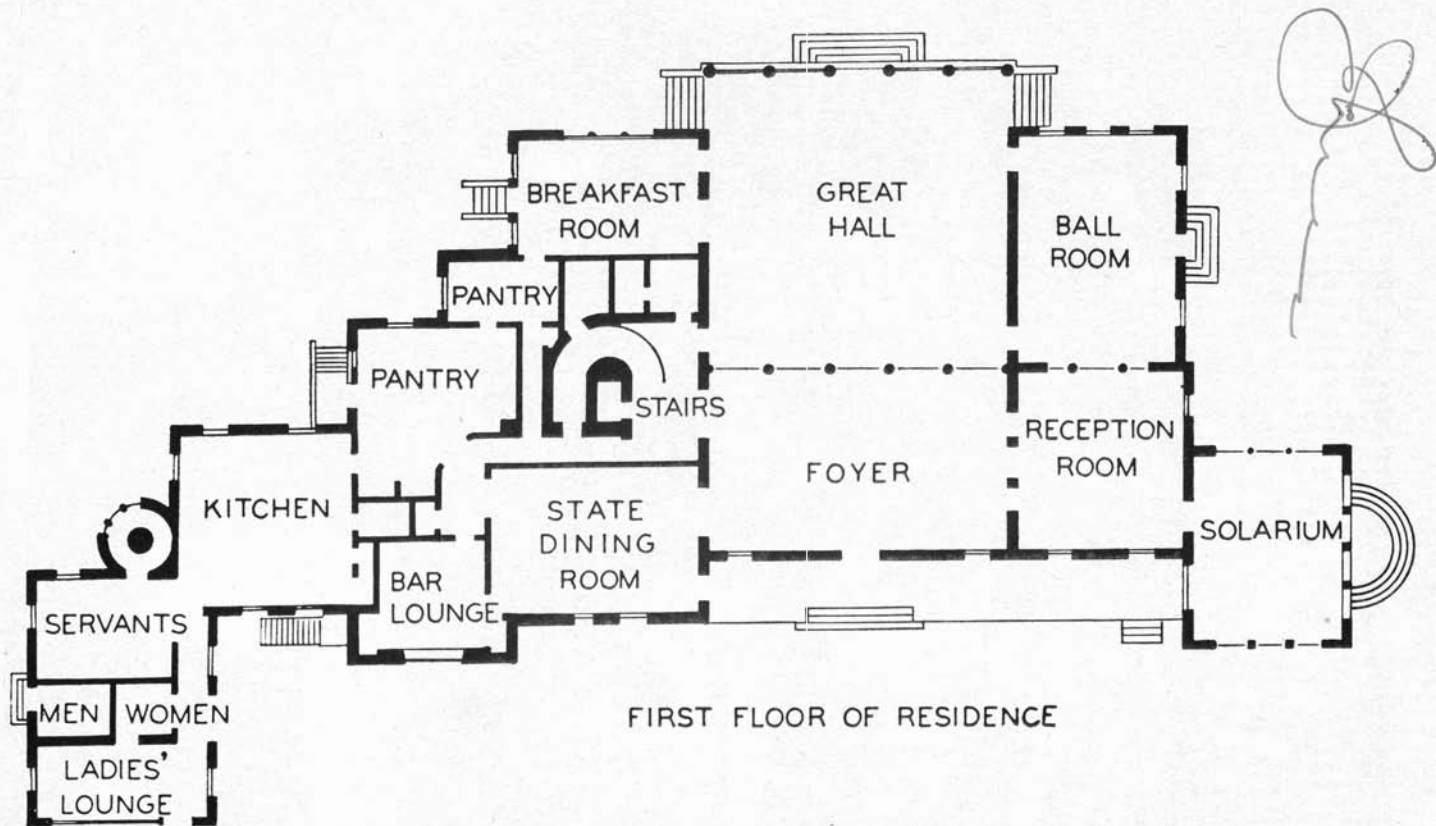 BREAKFAST
ROOM
GREAT
HALL
BALL
ROOM
PANTRY
PANTRY
STAIRS
RECEPTION
ROOM
FOYER
KITCHEN
STATE
DINING
ROOM
SOLARIUM
BAR
LOUNGE
SERVANTS
MEN
WOMEN
LADIES'
LOUNGE
FIRST FLOOR OF RESIDENCE